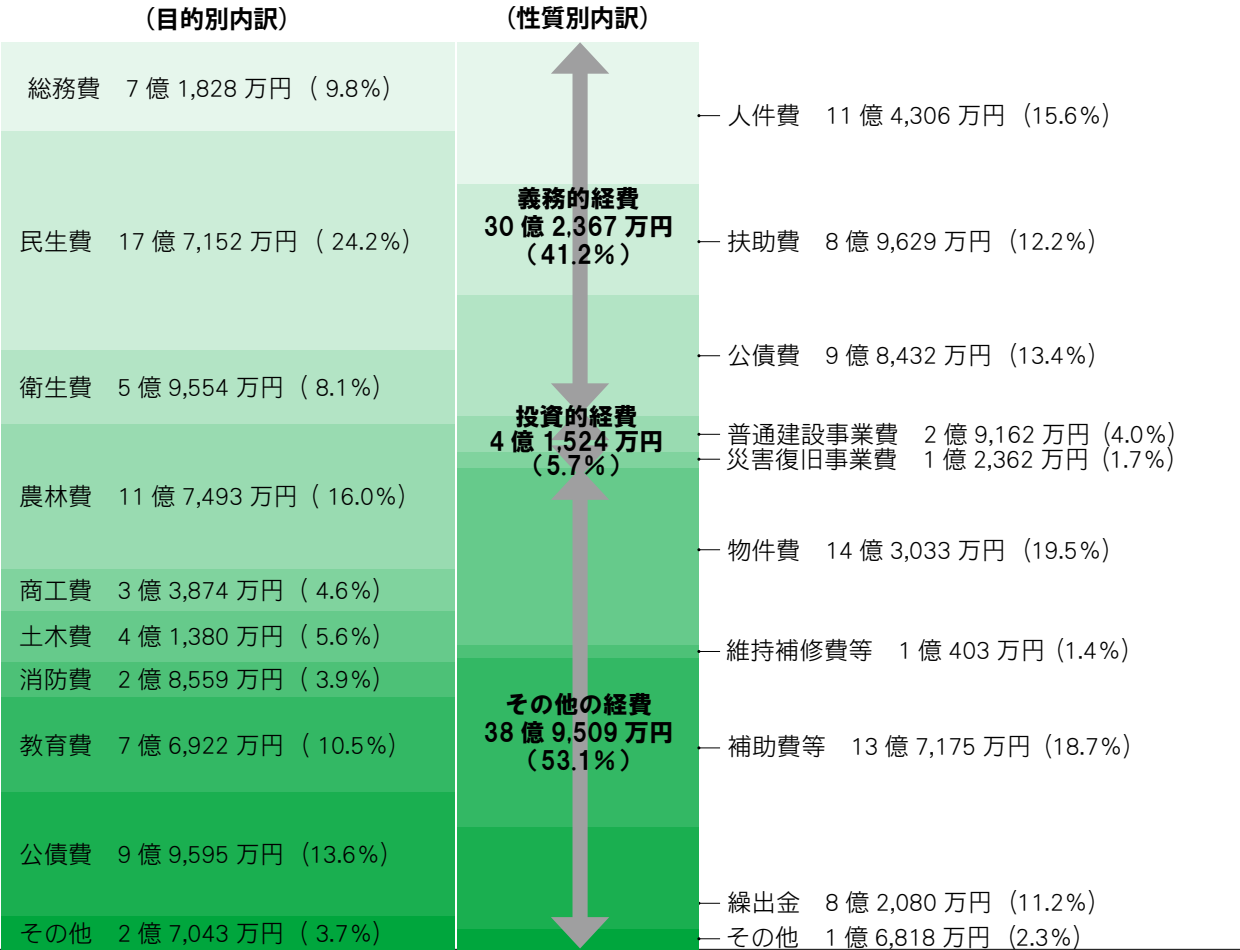 （目的別内訳）
総務費　7 億 1,828 万円（ 9.8%）
民生費　17 億 7,152 万円（ 24.2%）
衛生費　5 億 9,554 万円（ 8.1%）
農林費　11 億 7,493 万円（ 16.0%）
商工費　3 億 3,874 万円（ 4.6%）
土木費　4 億 1,380 万円（ 5.6%）
消防費　2 億 8,559 万円（ 3.9%）
教育費　7 億 6,922 万円（ 10.5%）
公債費　9 億 9,595 万円（13.6%）
その他　2 億 7,043 万円（ 3.7%）
（性質別内訳）
義務的経費
30 億 2,367 万円
（41.2%）
投資的経費
4 億 1,524 万円
（5.7%）
その他の経費
38 億 9,509 万円
（53.1%）
人件費　11 億 4,306 万円（15.6%）
扶助費　8 億 9,629 万円（12.2%）
公債費　9 億 8,432 万円（13.4%）
普通建設事業費　2 億 9,162 万円（4.0%）
災害復旧事業費　1 億 2,362 万円（1.7%）
物件費　14 億 3,033 万円（19.5%）
維持補修費等　1 億 403 万円（1.4%）
補助費等　13 億 7,175 万円（18.7%）
繰出金　8 億 2,080 万円（11.2%）
その他　1 億 6,818 万円（2.3%）